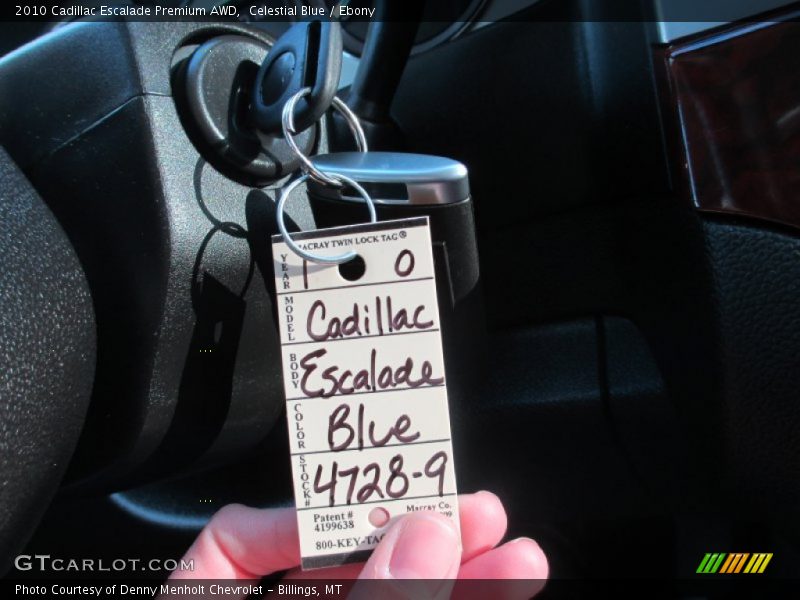 2010 Cadillac Escalade Premium AWD, Celestial Blue / Ebony
MACRAY TWIN LOCK TAG®
YEAR 1 0
MODEL Cadillac
BODY Escalade
COLOR Blue
STOCK# 4728-9
Patent # Macray Co.
4199638
800-KEY-TAG
GTCARLOT.COM
Photo Courtesy of Denny Menholt Chevrolet - Billings, MT